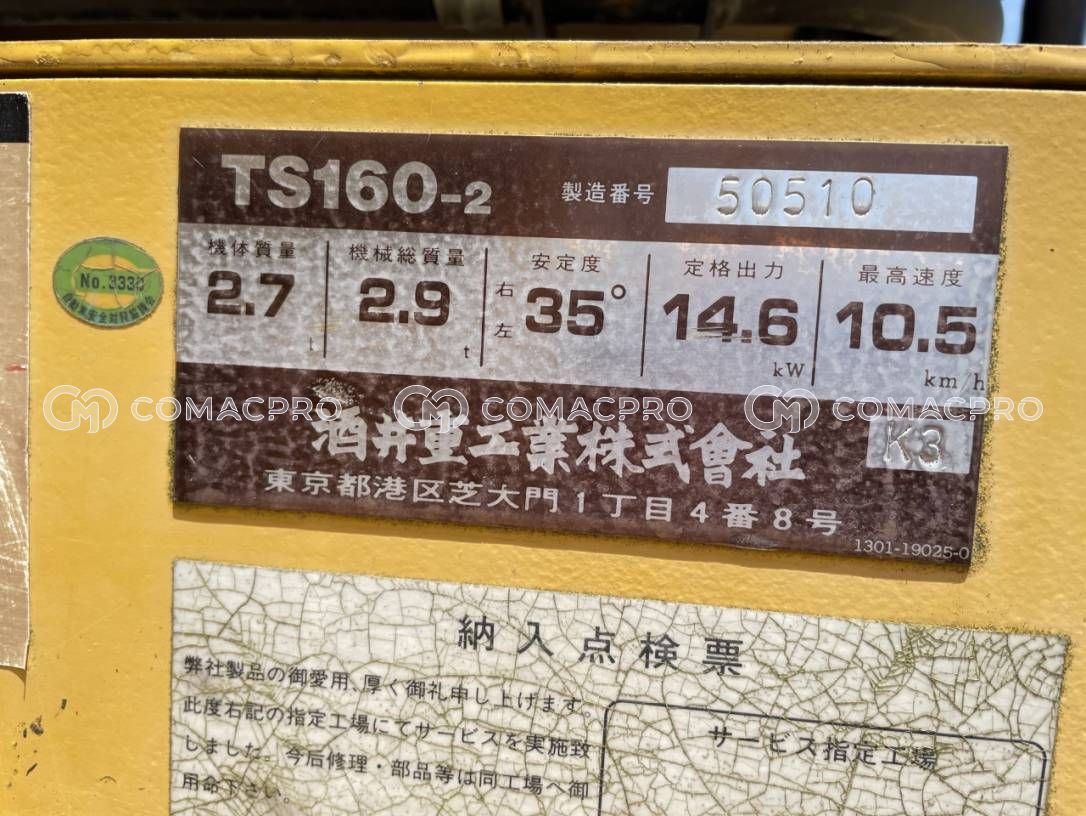 TS160-2 製造番号 50510
機体質量 機械総質量 安定度 定格出力 最高速度
2.7 t 2.9 t 右左 35° 14.6 kW 10.5 km/h
No.3330
COMACPRO COMACPRO COMACPRO
酒井重工業株式會社 K3
東京都港区芝大門1丁目4番8号
1301-19025-0
納入点検票
弊社製品の御愛用、厚く御礼申し上げます。
此度右記の指定工場にてサービスを実施致
しました。今后修理・部品等は同工場へ御
用命下さい。
サービス指定工場